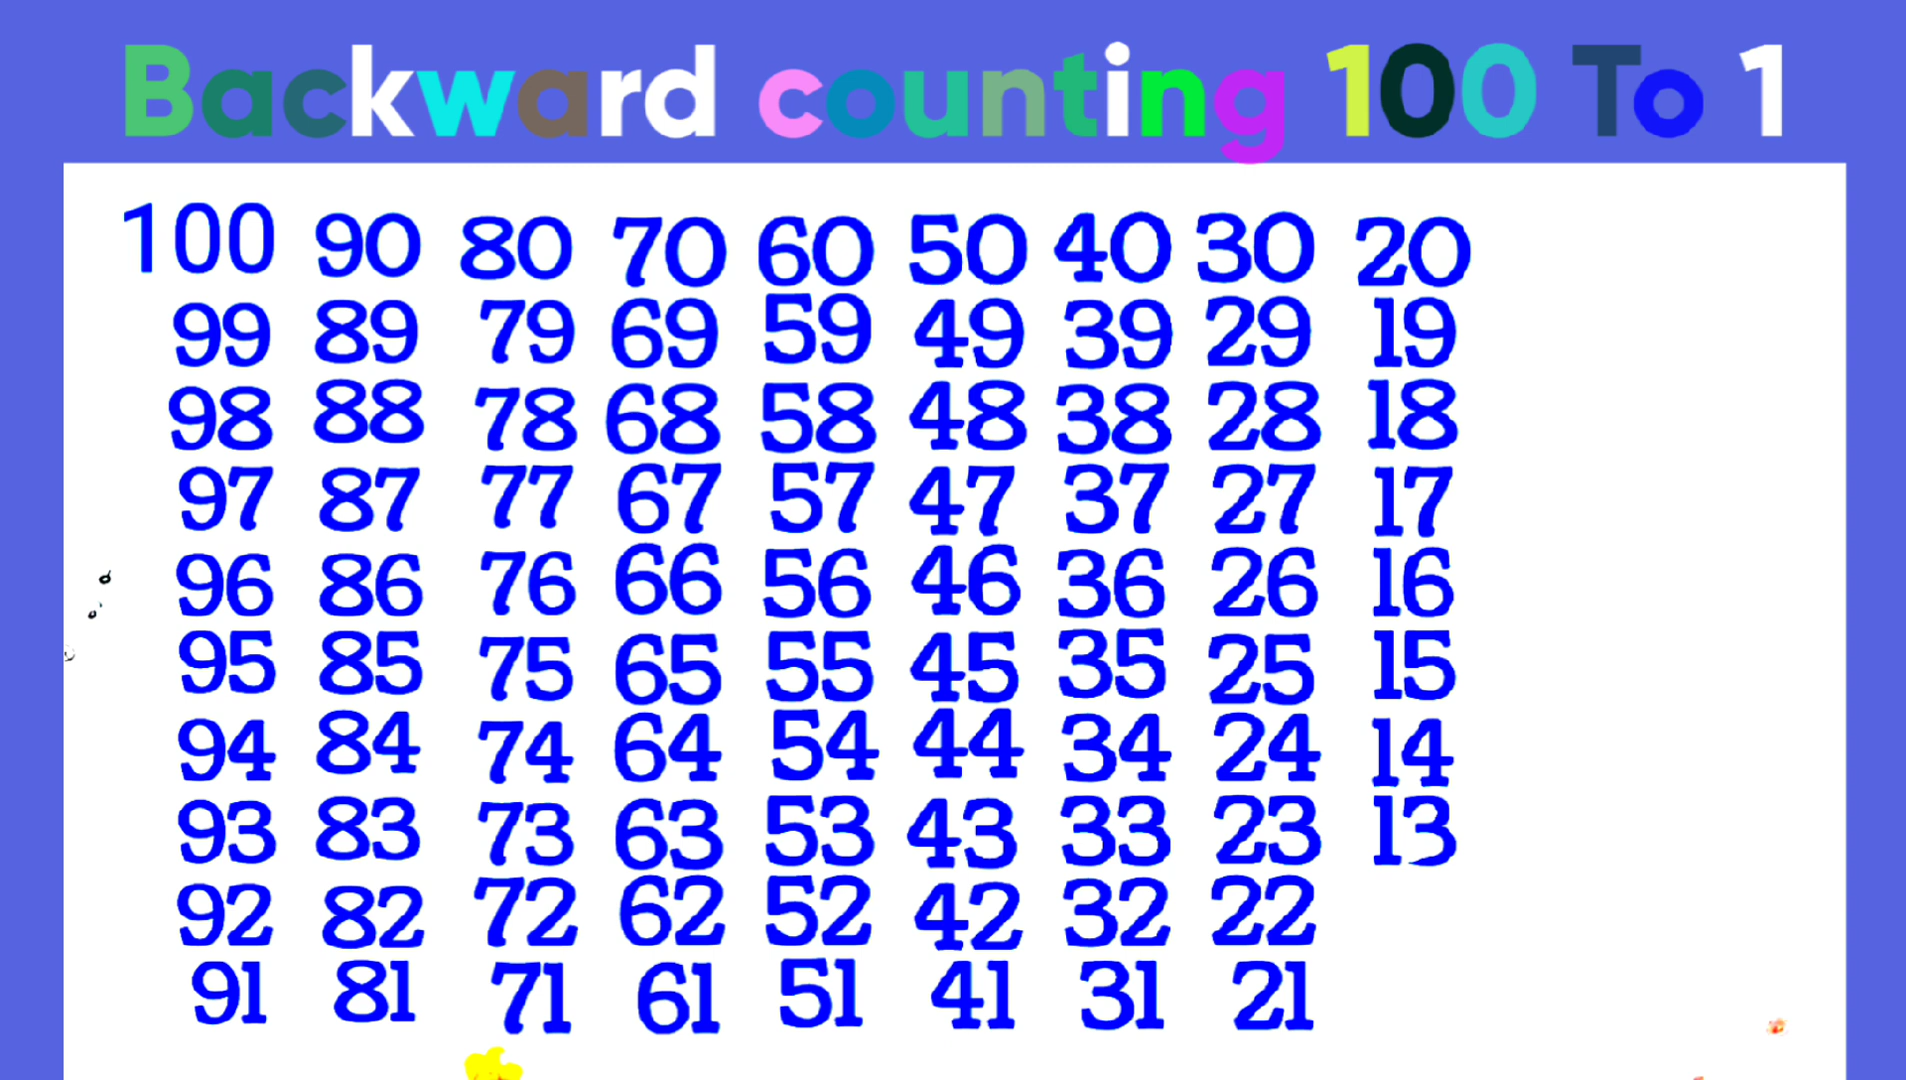 Backward counting 100 To 1
100 90 80 70 60 50 40 30 20
99 89 79 69 59 49 39 29 19
98 88 78 68 58 48 38 28 18
97 87 77 67 57 47 37 27 17
96 86 76 66 56 46 36 26 16
95 85 75 65 55 45 35 25 15
94 84 74 64 54 44 34 24 14
93 83 73 63 53 43 33 23 13
92 82 72 62 52 42 32 22
91 81 71 61 51 41 31 21